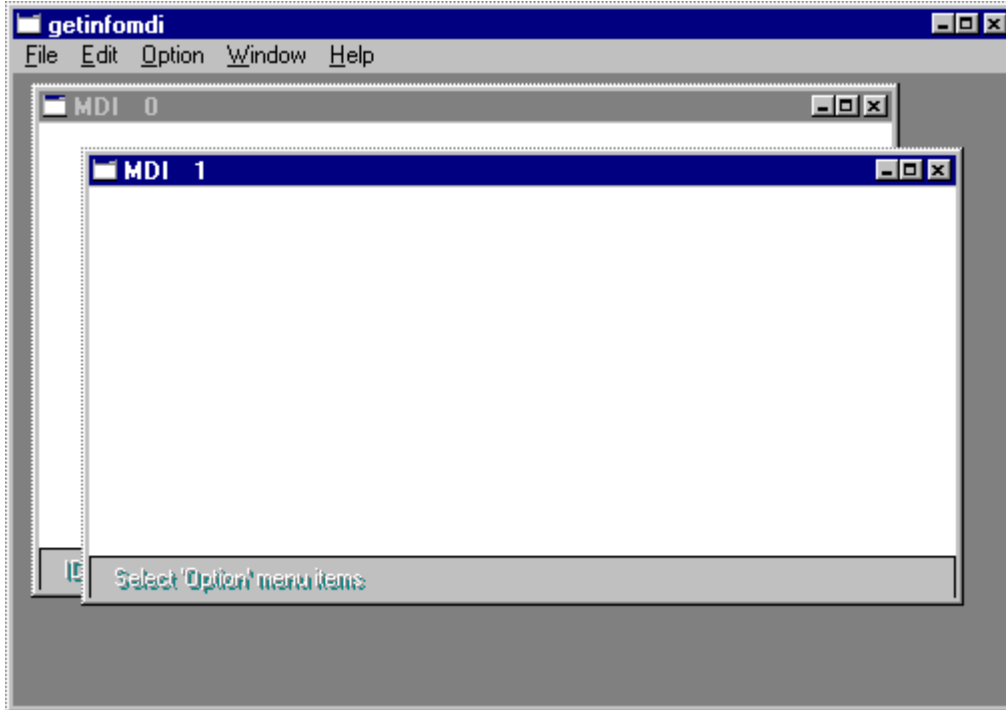 getinfomdi
File Edit Option Window Help
MDI 0
MDI 1
Select 'Option' menu items